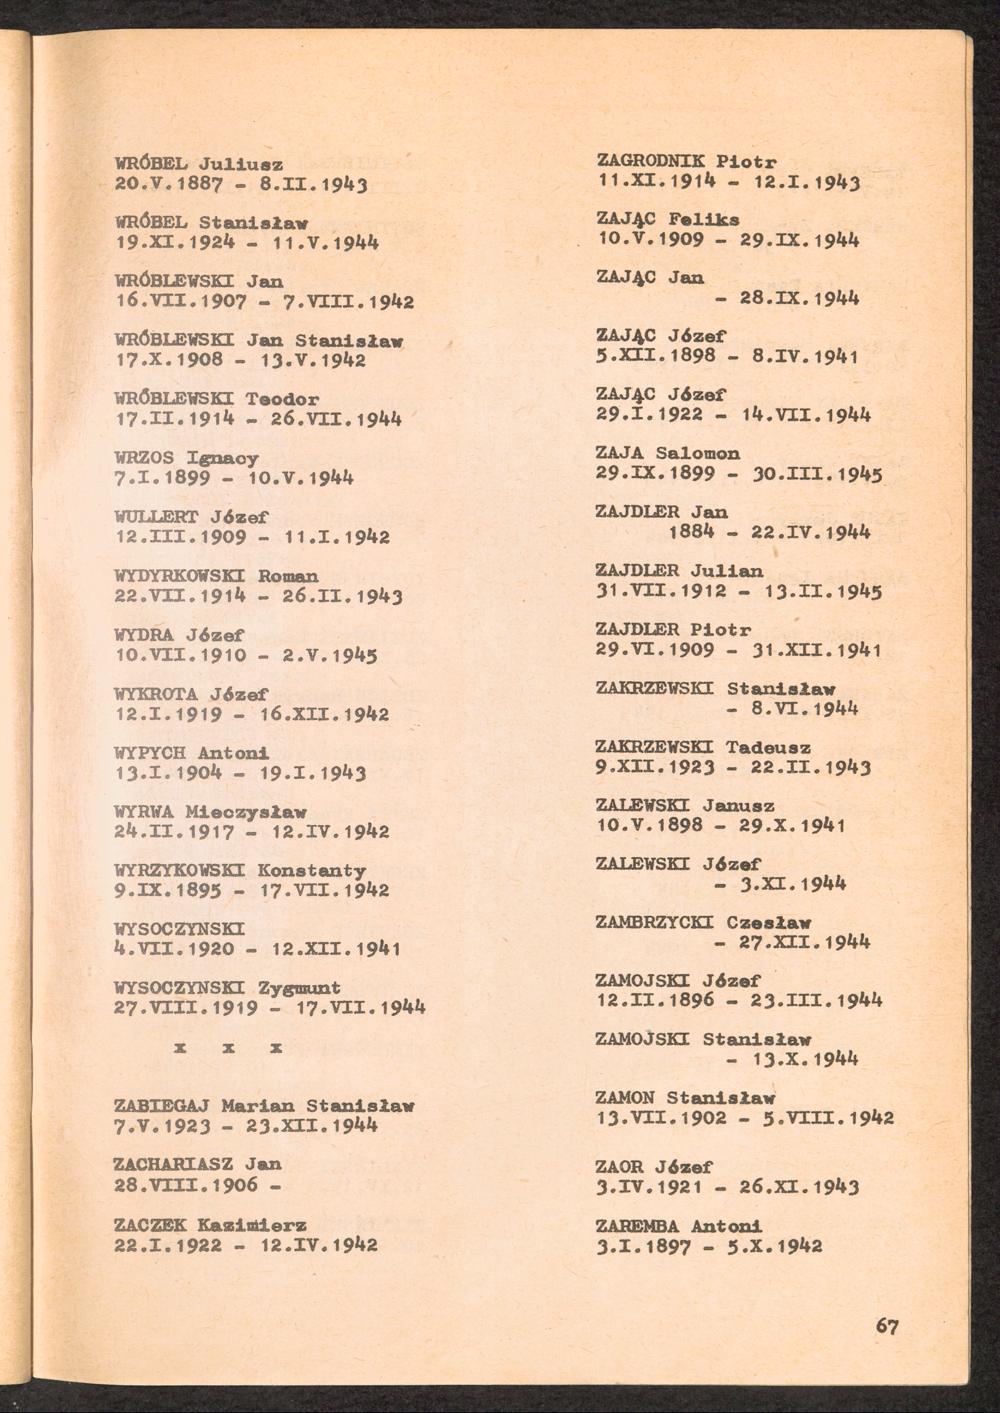 WRÓBEL Juliusz
20.V.1887 - 8.II.1943
WRÓBEL Stanisław
19.XI.1924 - 11.V.1944
WRÓBLEWSKI Jan
16.VII.1907 - 7.VIII.1942
WRÓBLEWSKI Jan Stanisław
17.X.1908 - 13.V.1942
WRÓBLEWSKI Teodor
17.II.1914 - 26.VII.1944
WRZOS Ignacy
7.I.1899 - 10.V.1944
WULLERT Józef
12.III.1909 - 11.I.1942
WYDYRKOWSKI Roman
22.VII.1914 - 26.II.1943
WYDRA Józef
10.VII.1910 - 2.V.1945
WYKROTA Józef
12.I.1919 - 16.XII.1942
WYPYCH Antoni
13.I.1904 - 19.I.1943
WYRWA Mieczysław
24.II.1917 - 12.IV.1942
WYRZYKOWSKI Konstanty
9.IX.1895 - 17.VII.1942
WYSOCZYNSKI
4.VII.1920 - 12.XII.1941
WYSOCZYNSKI Zygmunt
27.VIII.1919 - 17.VII.1944
x x x
ZABIEGAJ Marian Stanisław
7.V.1923 - 23.XII.1944
ZACHARIASZ Jan
28.VIII.1906 -
ZACZEK Kazimierz
22.I.1922 - 12.IV.1942
ZAGRODNIK Piotr
11.XI.1914 - 12.I.1943
ZAJĄC Feliks
10.V.1909 - 29.IX.1944
ZAJĄC Jan
- 28.IX.1944
ZAJĄC Józef
5.XII.1898 - 8.IV.1941
ZAJĄC Józef
29.I.1922 - 14.VII.1944
ZAJA Salomon
29.IX.1899 - 30.III.1945
ZAJDLER Jan
1884 - 22.IV.1944
ZAJDLER Julian
31.VII.1912 - 13.II.1945
ZAJDLER Piotr
29.VI.1909 - 31.XII.1941
ZAKRZEWSKI Stanisław
- 8.VI.1944
ZAKRZEWSKI Tadeusz
9.XII.1923 - 22.II.1943
ZALEWSKI Janusz
10.V.1898 - 29.X.1941
ZALEWSKI Józef
- 3.XI.1944
ZAMBRZYCKI Czesław
- 27.XII.1944
ZAMOJSKI Józef
12.II.1896 - 23.III.1944
ZAMOJSKI Stanisław
- 13.X.1944
ZAMON Stanisław
13.VII.1902 - 5.VIII.1942
ZAOR Józef
3.IV.1921 - 26.XI.1943
ZAREMBA Antoni
3.I.1897 - 5.X.1942
67